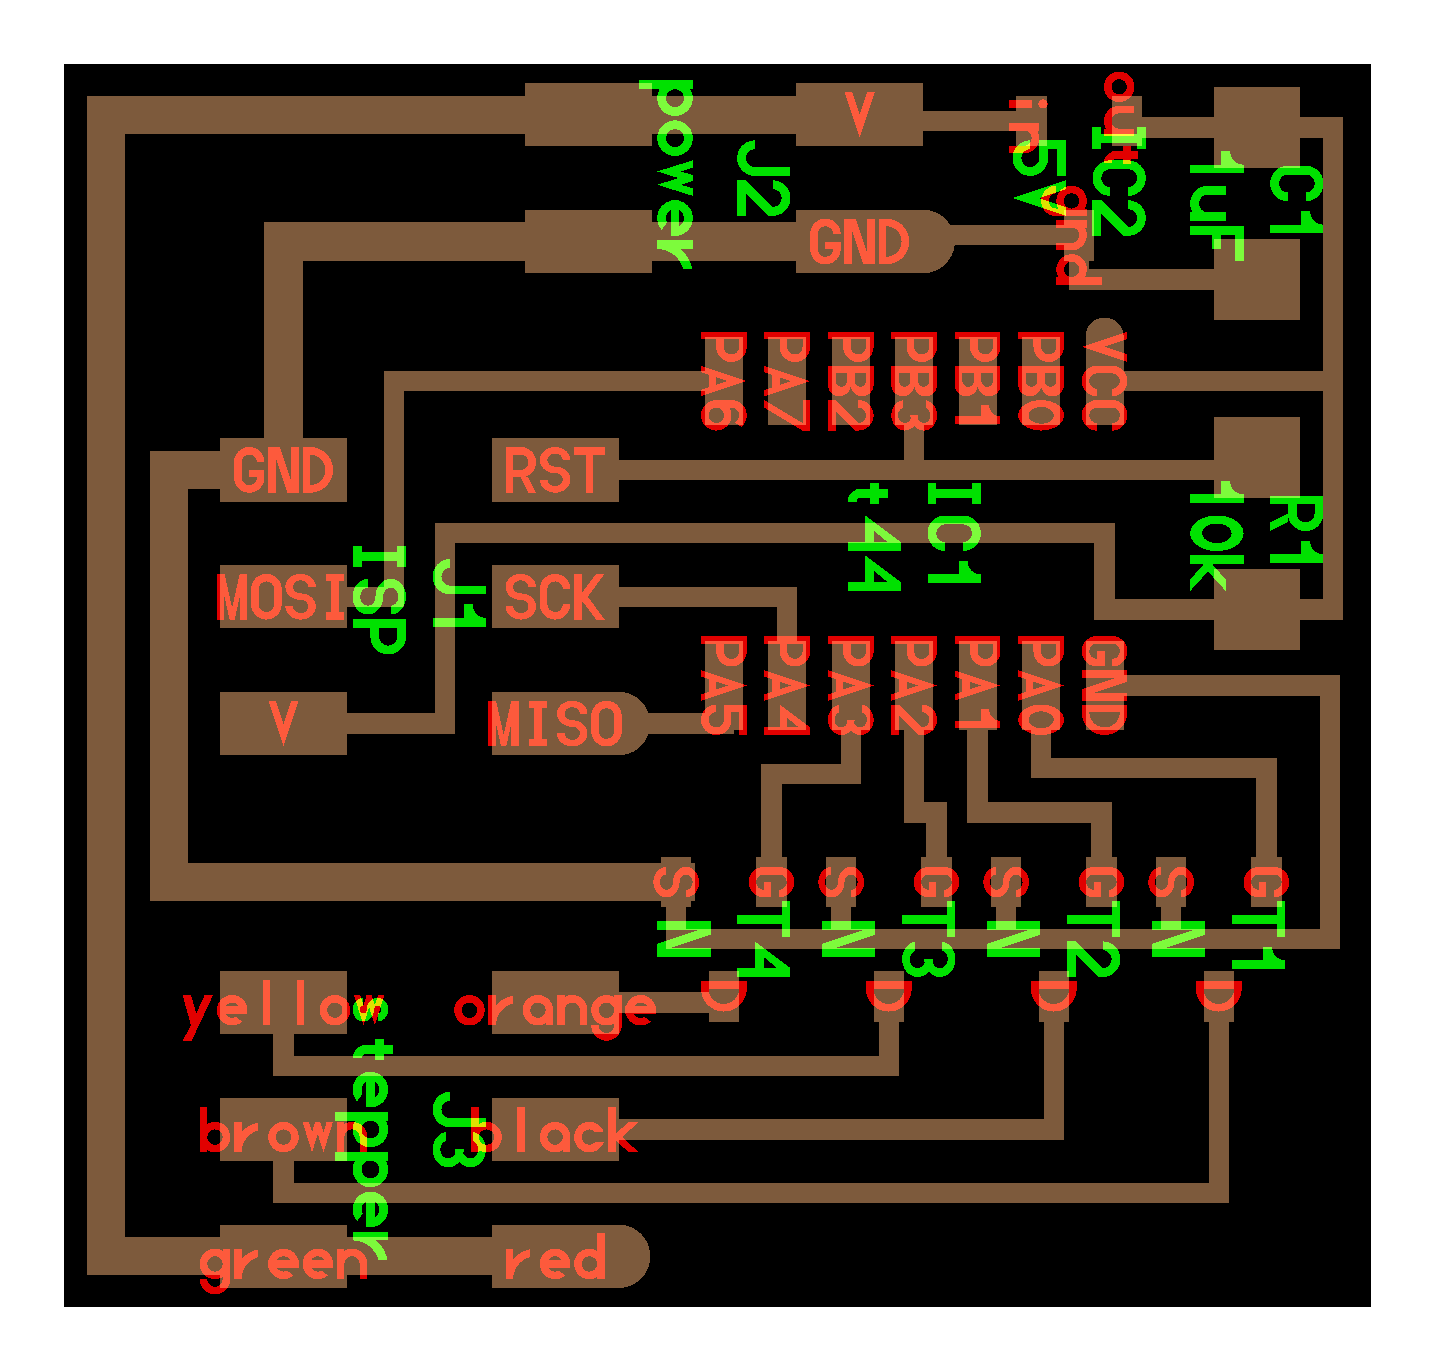 power
J2
V
in
5V
out
IC2
1uF
C1
GND
gnd
PA6
PA7
PB2
PB3
PB1
PB0
VCC
GND
RST
t44
IC1
10k
R1
MOSI
ISP
J1
SCK
V
MISO
PA5
PA4
PA3
PA2
PA1
PA0
GND
S
G
S
G
S
G
S
G
N
T4
N
T3
N
T2
N
T1
yellow
orange
D
D
D
D
stepper
J3
brown
black
green
red